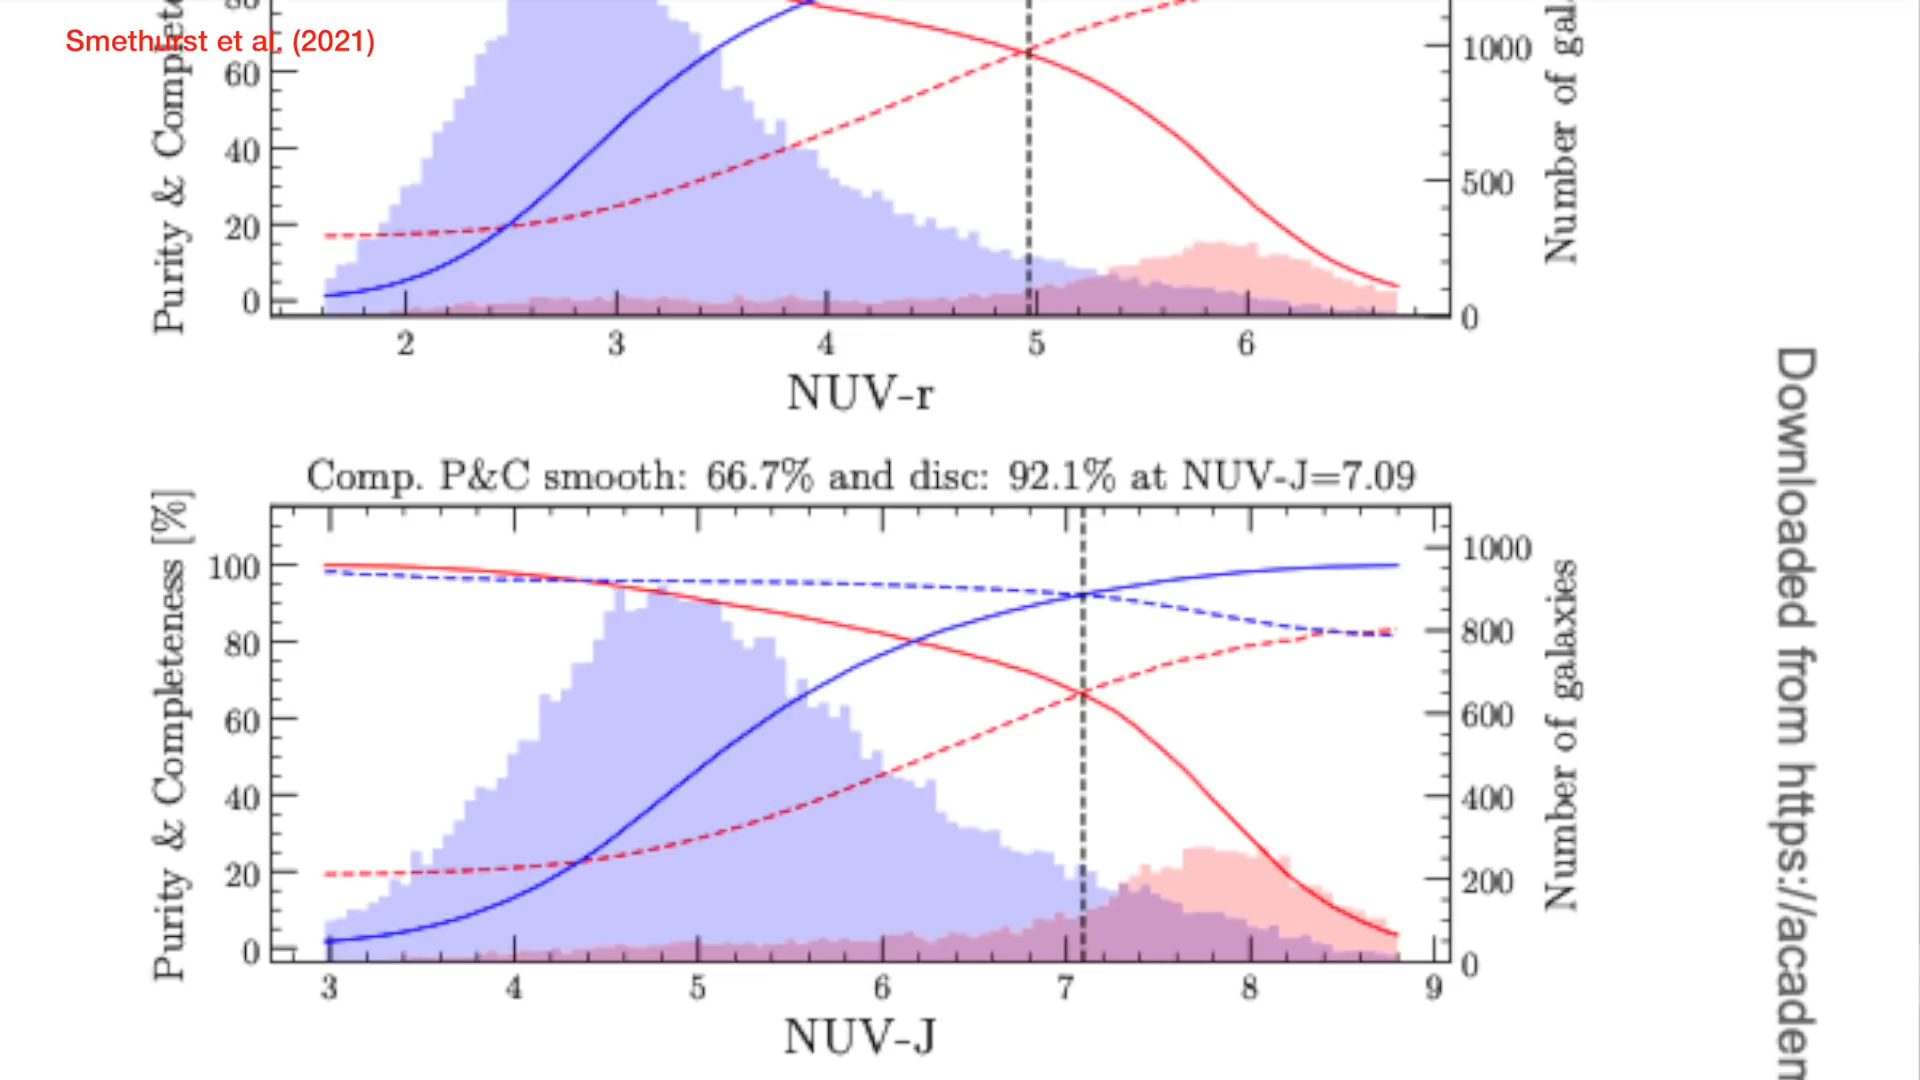 Smethurst et al. (2021)
80
60
40
20
0
Purity & Complete
1000
500
0
Number of gal
2 3 4 5 6
NUV-r
Comp. P&C smooth: 66.7% and disc: 92.1% at NUV-J=7.09
Purity & Completeness [%]
100
80
60
40
20
0
1000
800
600
400
200
0
Number of galaxies
3 4 5 6 7 8 9
NUV-J
Downloaded from https://academ